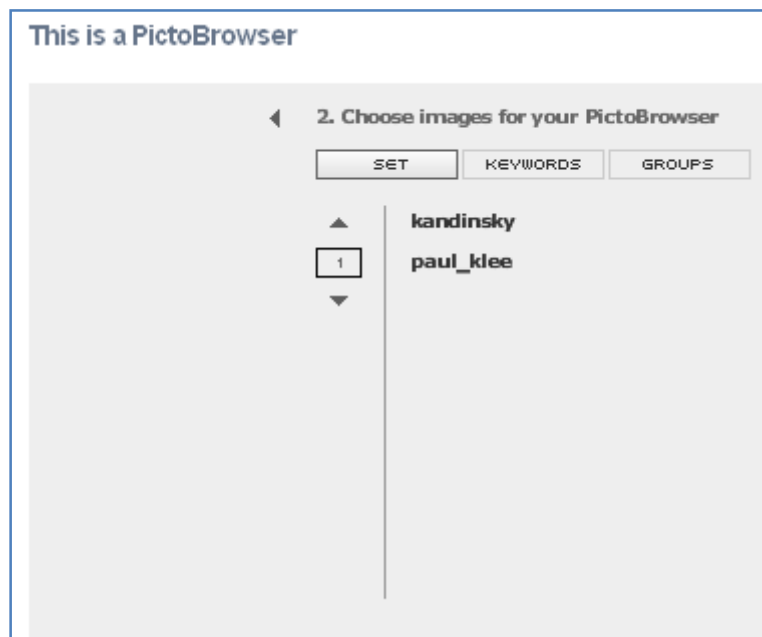 This is a PictoBrowser
2. Choose images for your PictoBrowser
SET KEYWORDS GROUPS
kandinsky
1 paul_klee